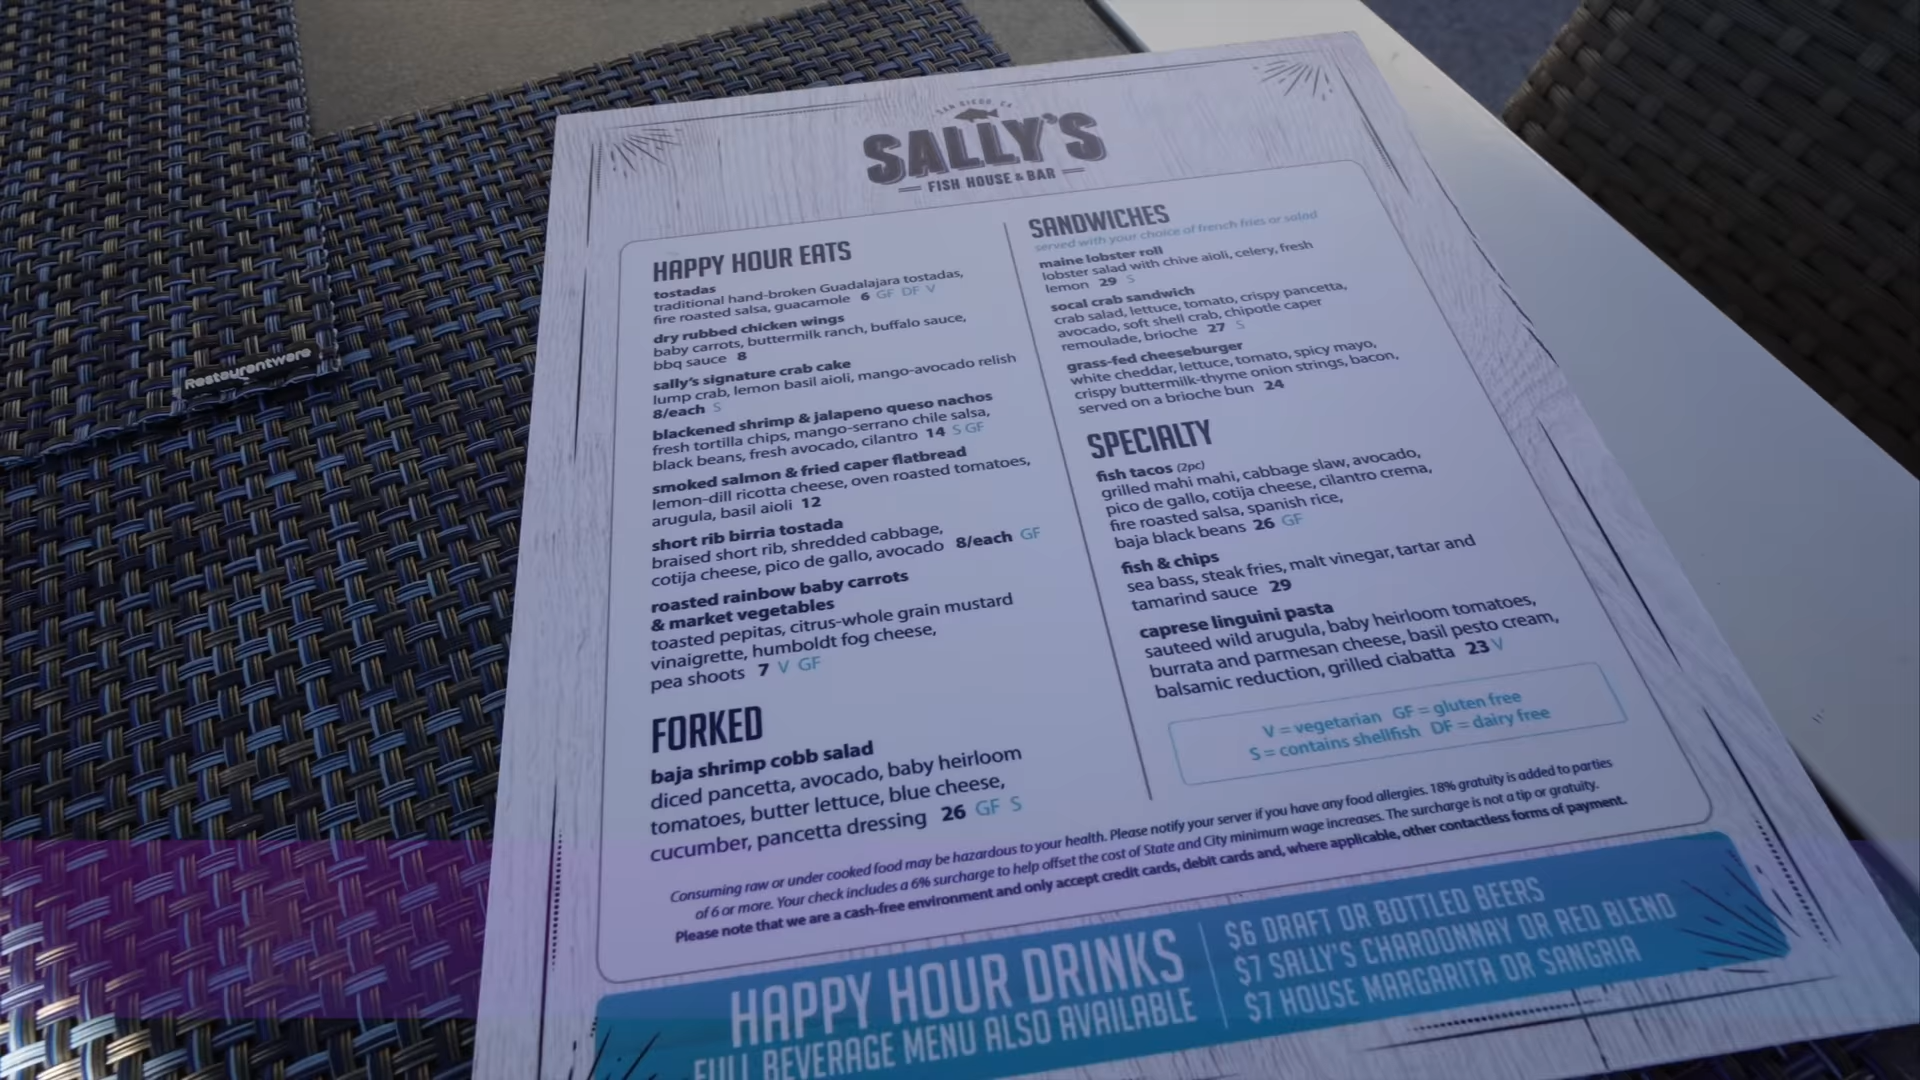 Restaurantware
SAN DIEGO, CA
SALLY'S
FISH HOUSE & BAR
HAPPY HOUR EATS
tostadas
traditional hand-broken Guadalajara tostadas,
fire roasted salsa, guacamole 6 GF DF V
dry rubbed chicken wings
baby carrots, buttermilk ranch, buffalo sauce,
bbq sauce 8
sally's signature crab cake
lump crab, lemon basil aioli, mango-avocado relish
8/each S
blackened shrimp & jalapeno queso nachos
fresh tortilla chips, mango-serrano chile salsa,
black beans, fresh avocado, cilantro 14 S GF
smoked salmon & fried caper flatbread
lemon-dill ricotta cheese, oven roasted tomatoes,
arugula, basil aioli 12
short rib birria tostada
braised short rib, shredded cabbage,
cotija cheese, pico de gallo, avocado 8/each GF
roasted rainbow baby carrots
& market vegetables
toasted pepitas, citrus-whole grain mustard
vinaigrette, humboldt fog cheese,
pea shoots 7 V GF
FORKED
baja shrimp cobb salad
diced pancetta, avocado, baby heirloom
tomatoes, butter lettuce, blue cheese,
cucumber, pancetta dressing 26 GF S
SANDWICHES
served with your choice of french fries or salad
maine lobster roll
lobster salad with chive aioli, celery, fresh
lemon 29 S
socal crab sandwich
crab salad, lettuce, tomato, crispy pancetta,
avocado, soft shell crab, chipotle caper
remoulade, brioche 27 S
grass-fed cheeseburger
white cheddar, lettuce, tomato, spicy mayo,
crispy buttermilk-thyme onion strings, bacon,
served on a brioche bun 24
SPECIALTY
fish tacos (2pc)
grilled mahi mahi, cabbage slaw, avocado,
pico de gallo, cotija cheese, cilantro crema,
fire roasted salsa, spanish rice,
baja black beans 26 GF
fish & chips
sea bass, steak fries, malt vinegar, tartar and
tamarind sauce 29
caprese linguini pasta
sauteed wild arugula, baby heirloom tomatoes,
burrata and parmesan cheese, basil pesto cream,
balsamic reduction, grilled ciabatta 23 V
V = vegetarian GF = gluten free
S = contains shellfish DF = dairy free
Consuming raw or under cooked food may be hazardous to your health. Please notify your server if you have any food allergies. 18% gratuity is added to parties
of 6 or more. Your check includes a 6% surcharge to help offset the cost of State and City minimum wage increases. The surcharge is not a tip or gratuity.
Please note that we are a cash-free environment and only accept credit cards, debit cards and, where applicable, other contactless forms of payment.
HAPPY HOUR DRINKS
FULL BEVERAGE MENU ALSO AVAILABLE
$6 DRAFT OR BOTTLED BEERS
$7 SALLY'S CHARDONNAY OR RED BLEND
$7 HOUSE MARGARITA OR SANGRIA